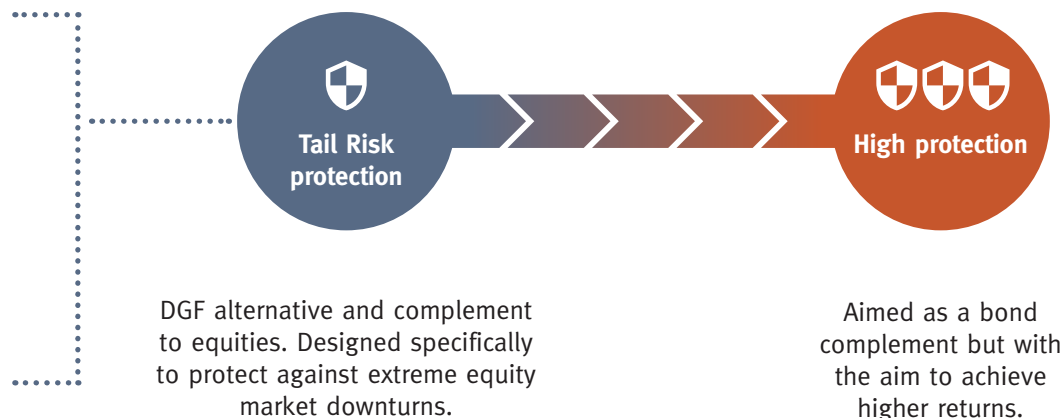 Tail Risk
protection
High protection
DGF alternative and complement
to equities. Designed specifically
to protect against extreme equity
market downturns.
Aimed as a bond
complement but with
the aim to achieve
higher returns.